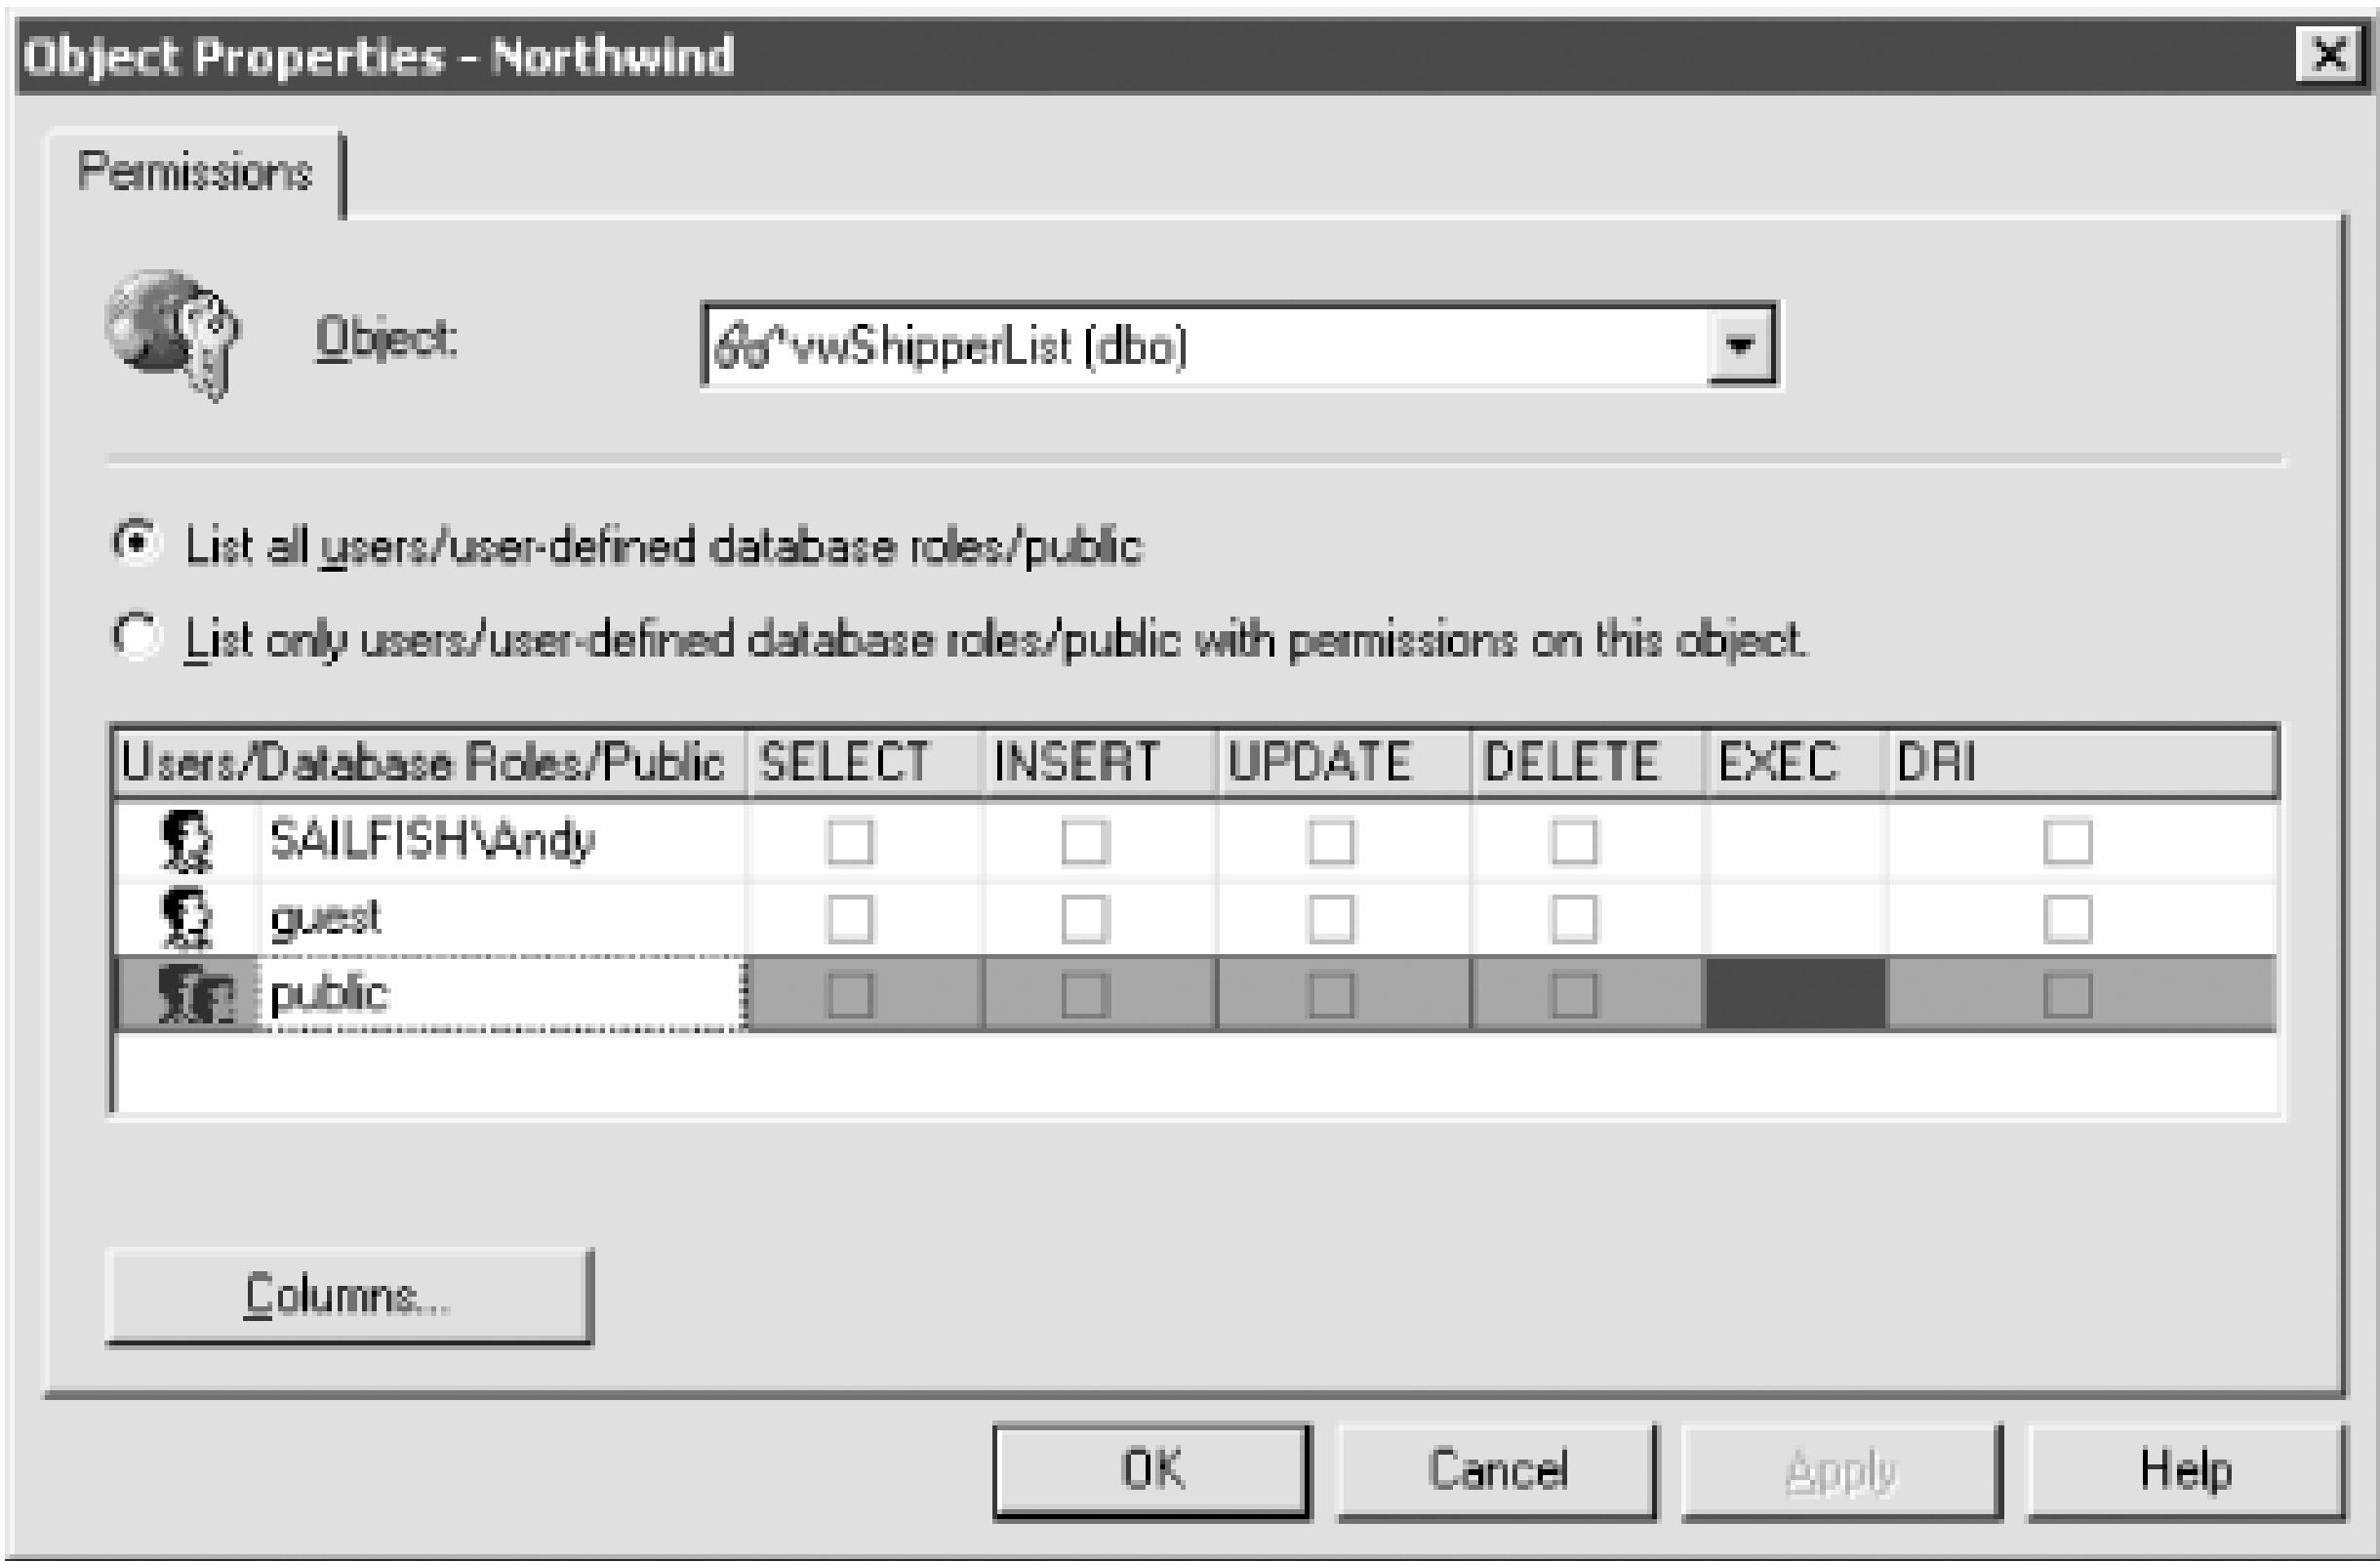 Object Properties - Northwind
Permissions
Object: ^vwShipperList (dbo)
List all users/user-defined database roles/public
List only users/user-defined database roles/public with permissions on this object.
Users/Database Roles/Public SELECT INSERT UPDATE DELETE EXEC DRI
SAILFISH\Andy
guest
public
Columns...
OK Cancel Apply Help